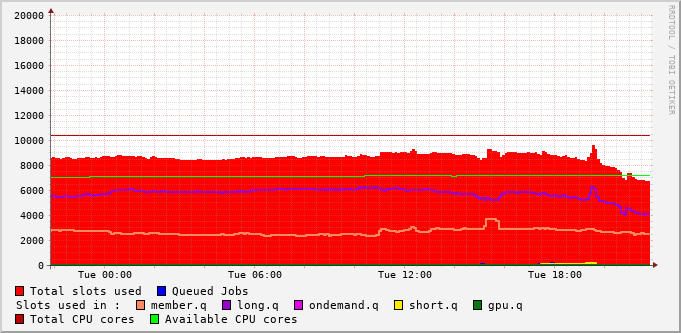 20000
18000
16000
14000
12000
10000
8000
6000
4000
2000
0
Tue 00:00 Tue 06:00 Tue 12:00 Tue 18:00
Total slots used Queued Jobs
Slots used in : member.q long.q ondemand.q short.q gpu.q
Total CPU cores Available CPU cores
RRDTOOL / TOBI OETIKER